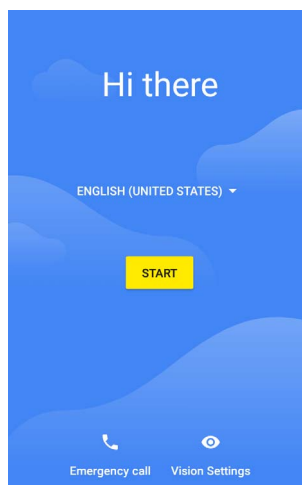 Hi there
ENGLISH (UNITED STATES)
START
Emergency call Vision Settings